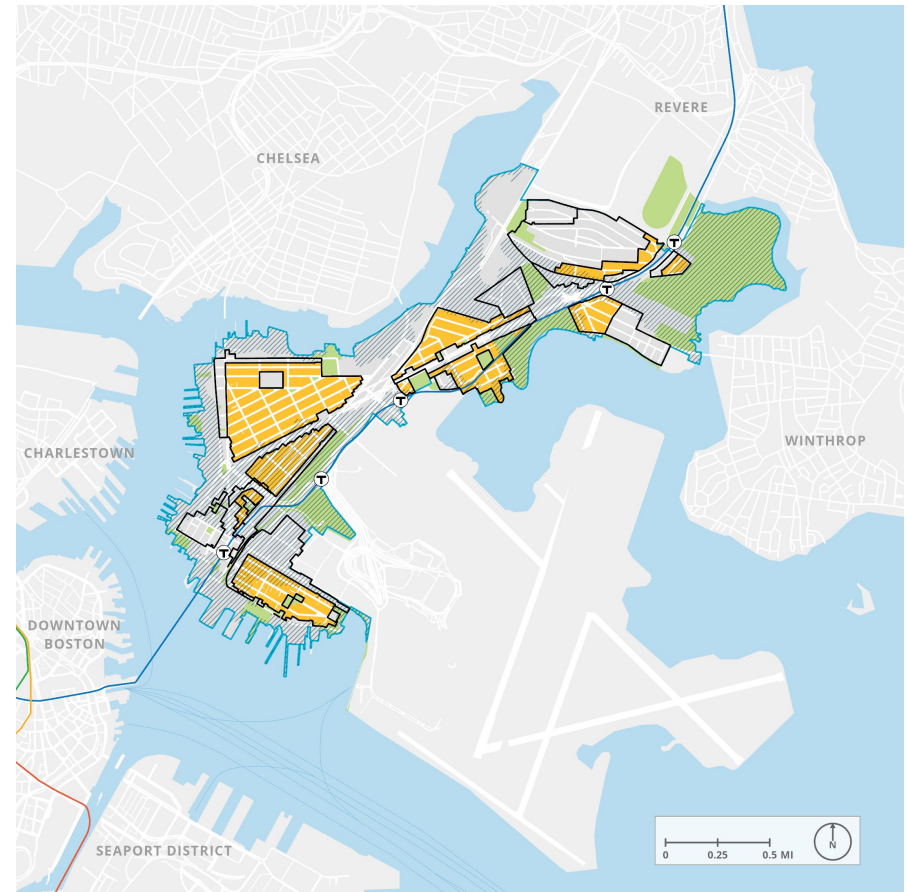 REVERE
CHELSEA
T
T
T
WINTHROP
CHARLESTOWN
T
T
DOWNTOWN
BOSTON
N
0 0.25 0.5 MI
SEAPORT DISTRICT